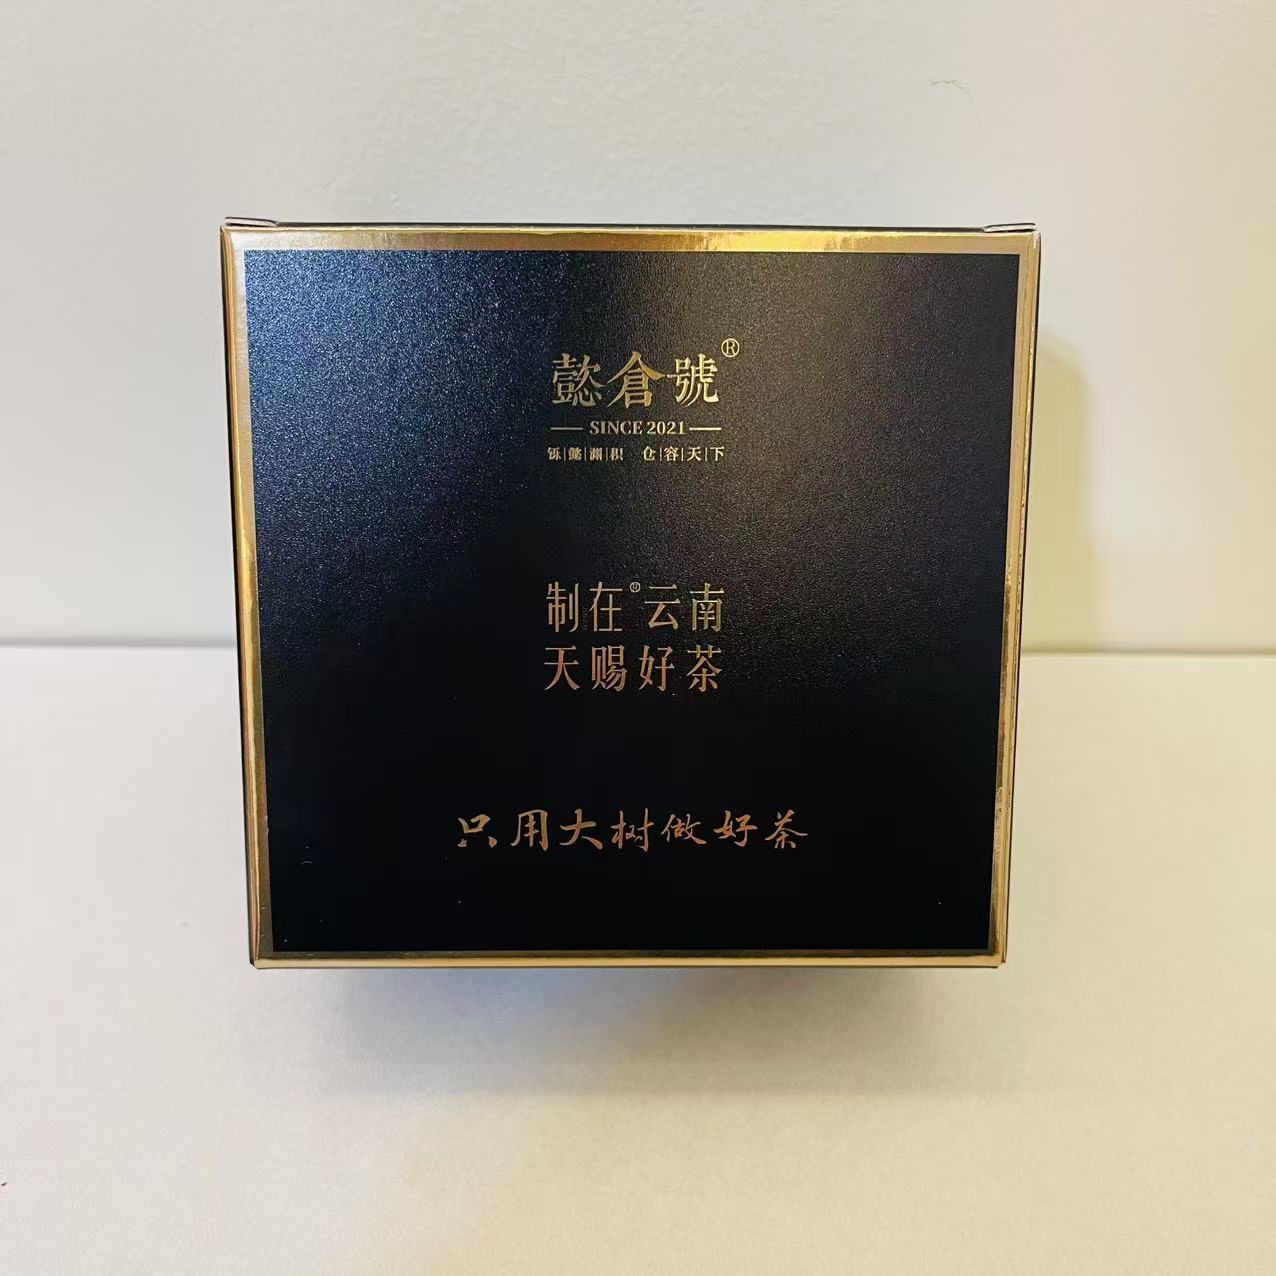 懿倉號®
SINCE 2021
铄|懿|渊|积 仓|容|天|下
制在®云南
天赐好茶
只用大树做好茶